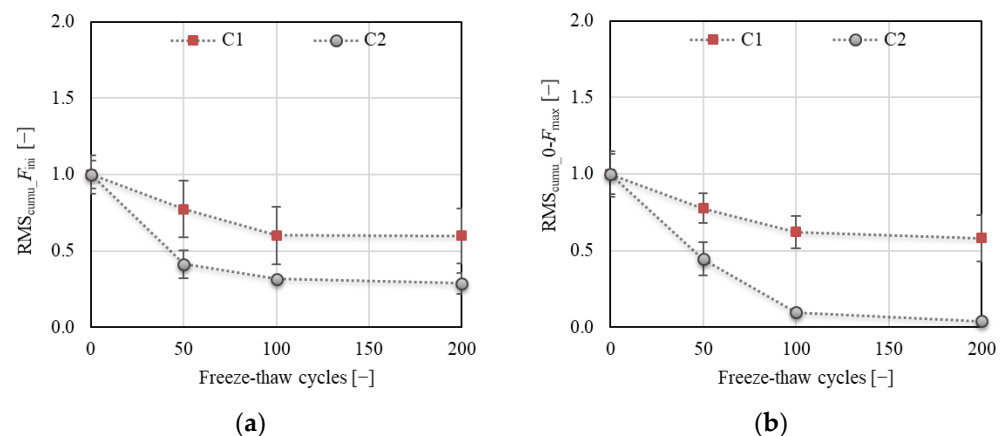 2.0
C1
C2
1.5
1.0
0.5
0.0
RMScumu_Fini [−]
0
50
100
150
200
Freeze-thaw cycles [−]
(a)
2.0
C1
C2
1.5
1.0
0.5
0.0
RMScumu_0-Fmax [−]
0
50
100
150
200
Freeze-thaw cycles [−]
(b)